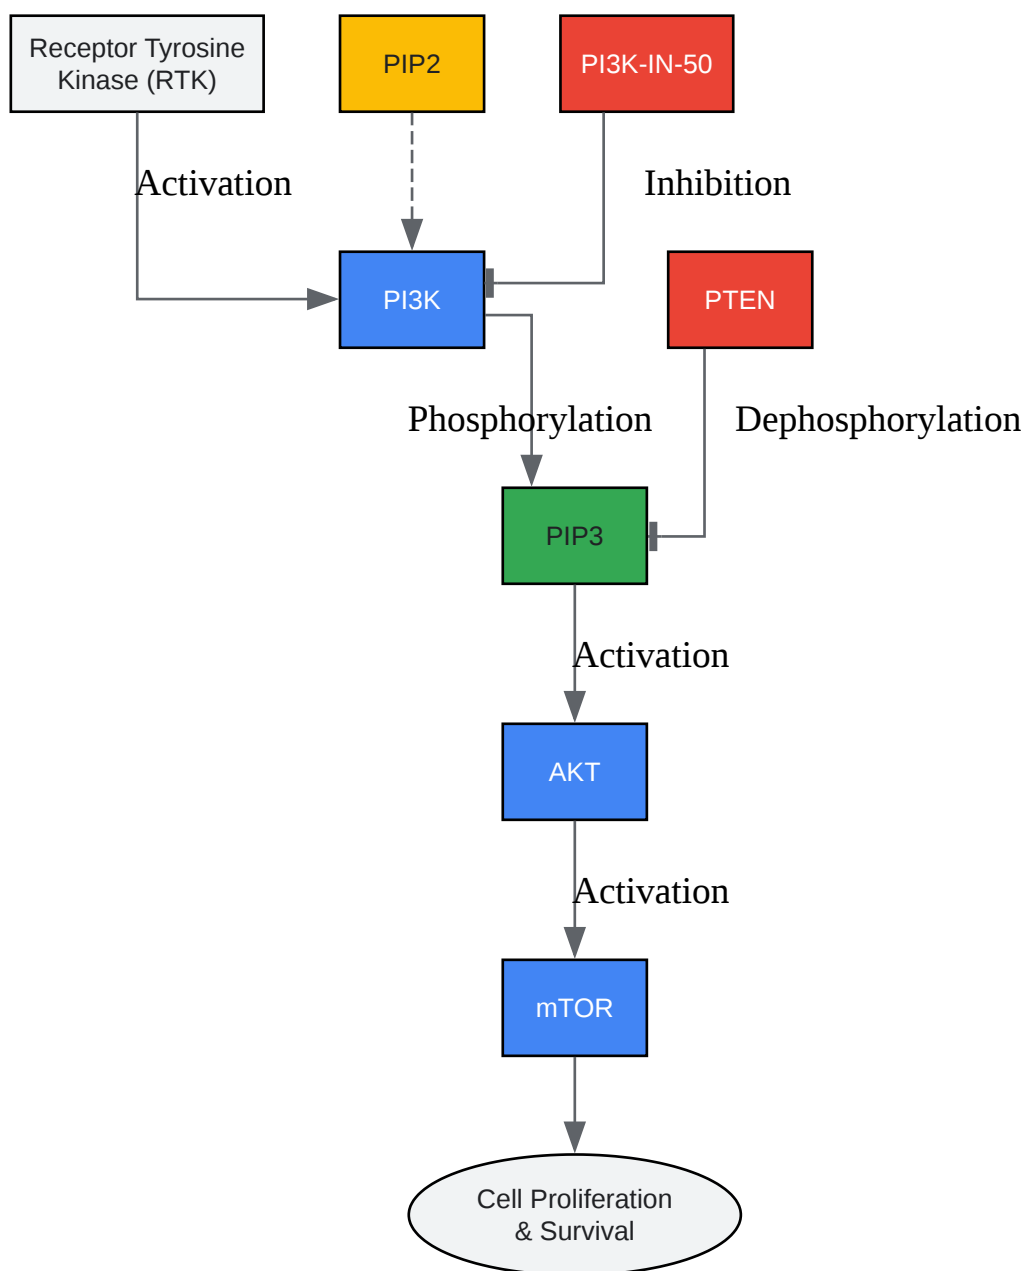 Receptor Tyrosine
Kinase (RTK)
PIP2
PI3K-IN-50
Activation
Inhibition
PI3K
PTEN
Phosphorylation
Dephosphorylation
PIP3
Activation
AKT
Activation
mTOR
Cell Proliferation
& Survival